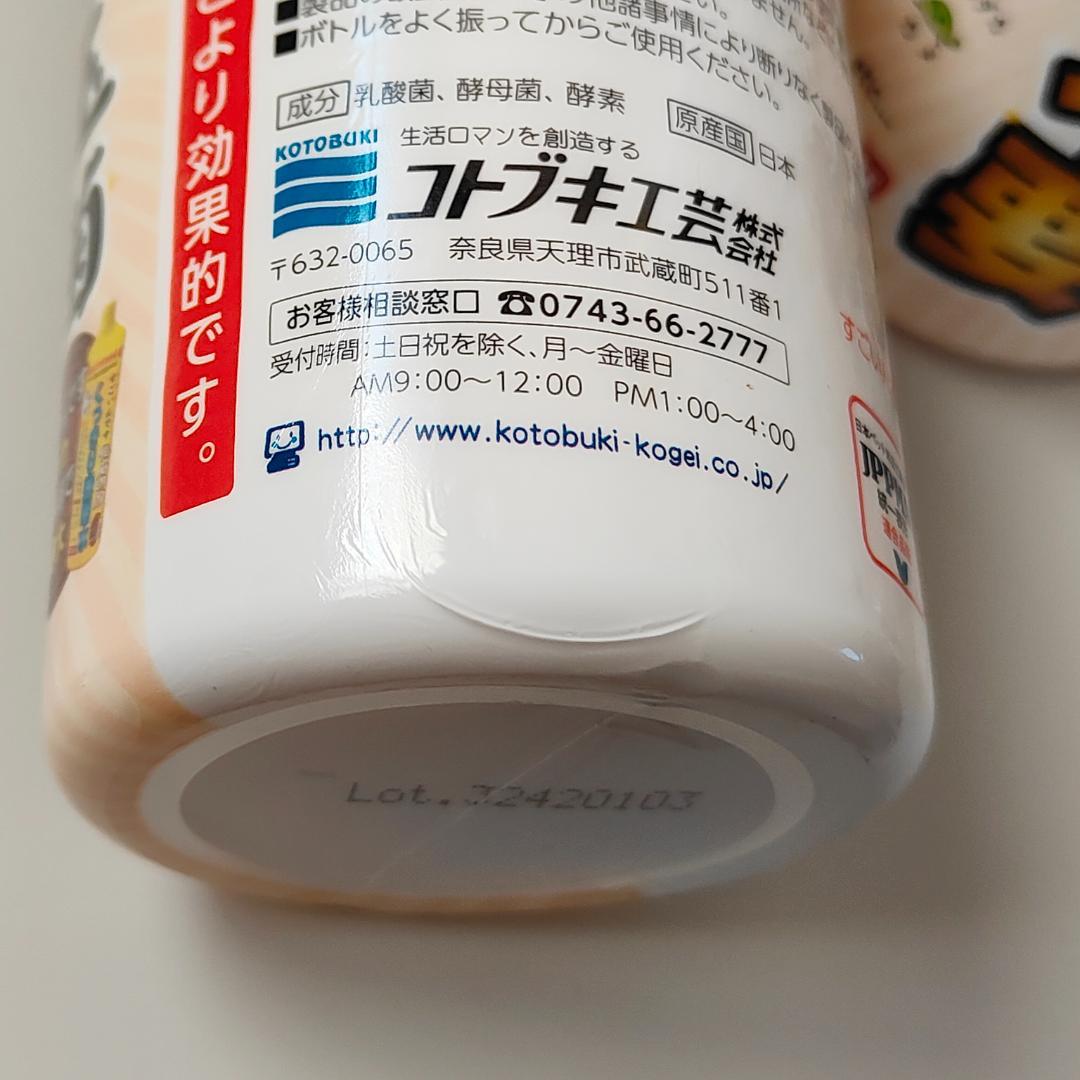 より効果的です。
■ボトルをよく振ってからご使用ください。
成分 乳酸菌、酵母菌、酵素
原産国 日本
KOTOBUKI
生活ロマンを創造する
コトブキ工芸株式会社
〒632-0065 奈良県天理市武蔵町511番1
お客様相談窓口 ☎0743-66-2777
受付時間:土日祝を除く、月～金曜日
AM9:00～12:00 PM1:00～4:00
http://www.kotobuki-kogei.co.jp/
Lot.32420103